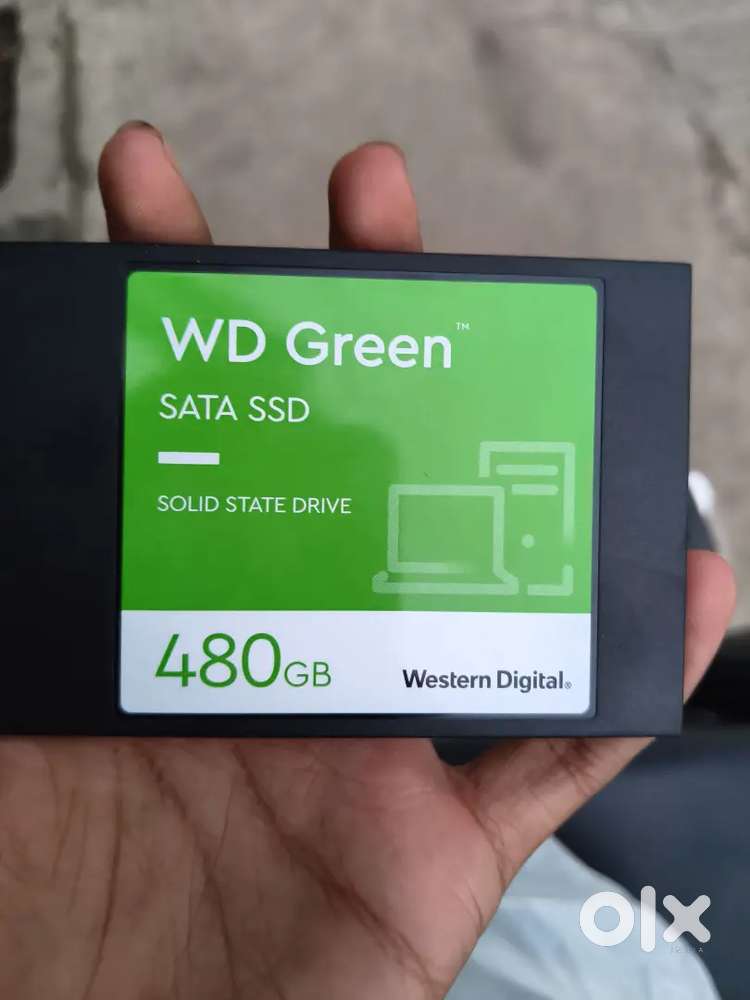 WD Green™
SATA SSD
SOLID STATE DRIVE
480GB
Western Digital®
olx